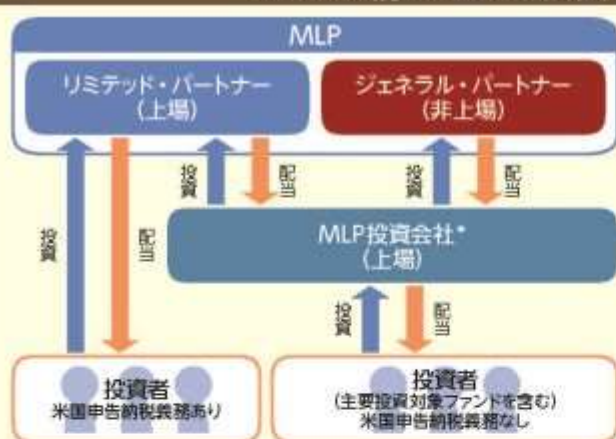 MLP
リミテッド・パートナー
(上場)
ジェネラル・パートナー
(非上場)
投資
配当
投資
配当
投資
配当
MLP投資会社*
(上場)
投資
配当
投資者
米国申告納税義務あり
投資者
(主要投資対象ファンドを含む)
米国申告納税義務なし